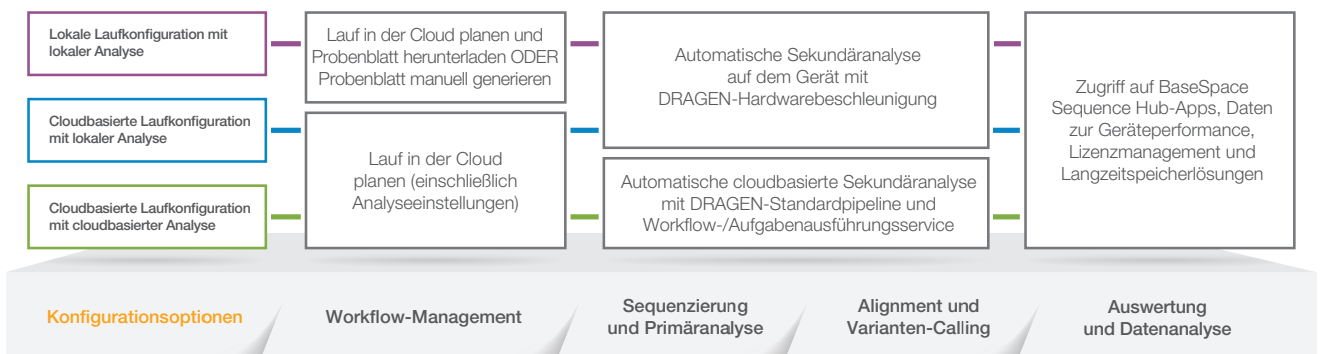 Lokale Laufkonfiguration mit
lokaler Analyse
Cloudbasierte Laufkonfiguration
mit lokaler Analyse
Cloudbasierte Laufkonfiguration
mit cloudbasierter Analyse
Lauf in der Cloud planen und
Probenblatt herunterladen ODER
Probenblatt manuell generieren
Lauf in der Cloud
planen (einschließlich
Analyseeinstellungen)
Automatische Sekundäranalyse
auf dem Gerät mit
DRAGEN-Hardwarebeschleunigung
Automatische cloudbasierte Sekundäranalyse
mit DRAGEN-Standardpipeline und
Workflow-/Aufgabenausführungsservice
Zugriff auf BaseSpace
Sequence Hub-Apps, Daten
zur Geräteperformance,
Lizenzmanagement und
Langzeitspeicherlösungen
Konfigurationsoptionen
Workflow-Management
Sequenzierung
und Primäranalyse
Alignment und
Varianten-Calling
Auswertung
und Datenanalyse